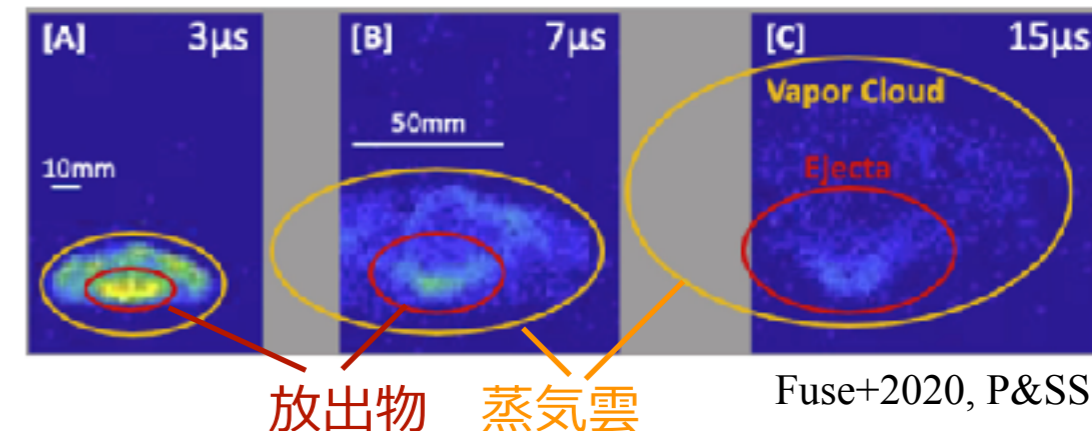 [A] 3μs
[B] 7μs
[C] 15μs
Vapor Cloud
50mm
10mm
Ejecta
放出物 蒸気雲
Fuse+2020, P&SS